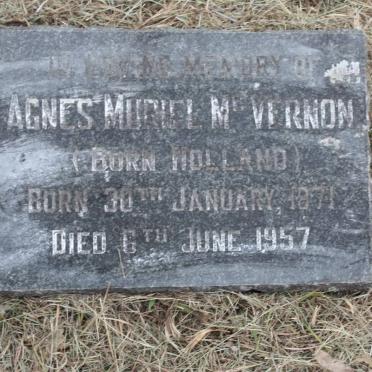 IN LOVING MEMORY OF
AGNES MURIEL Mc VERNON
(BORN HOLLAND)
BORN 30TH JANUARY 1871
DIED 6TH JUNE 1957